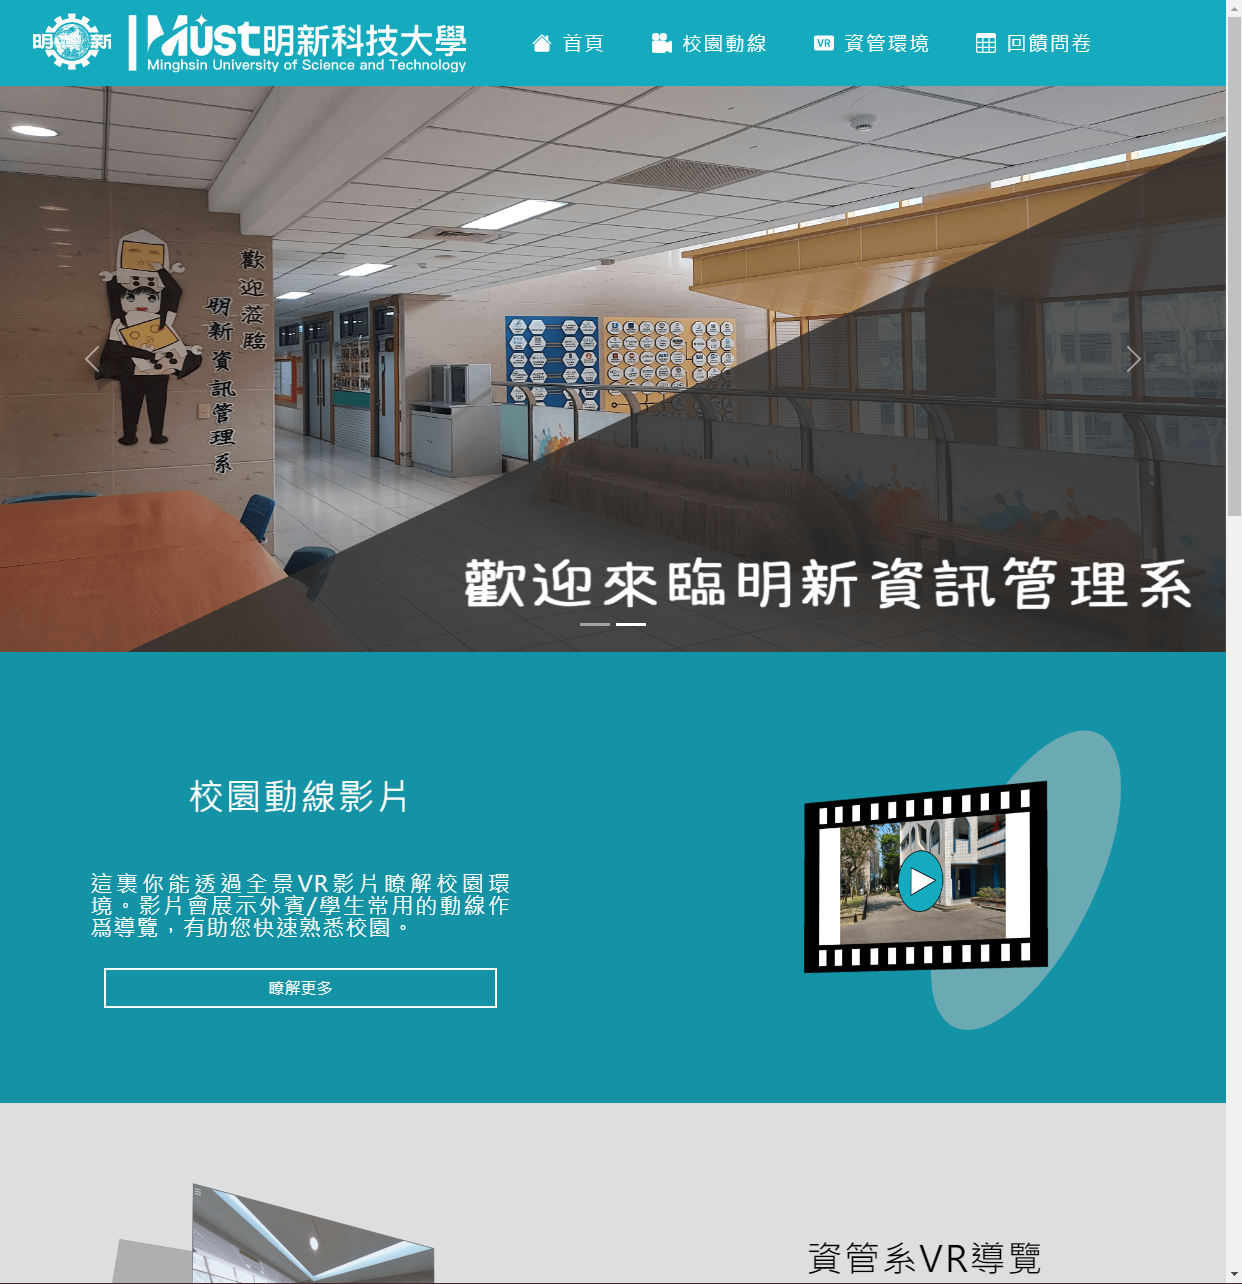 明 新
Must明新科技大學
Minghsin University of Science and Technology
首頁
校園動線
VR 資管環境
回饋問卷
歡迎蒞臨
明新資訊管理系
歡迎來臨明新資訊管理系
校園動線影片
這裏你能透過全景VR影片瞭解校園環
境。影片會展示外賓/學生常用的動線作
爲導覽，有助您快速熟悉校園。
瞭解更多
資管系VR導覽